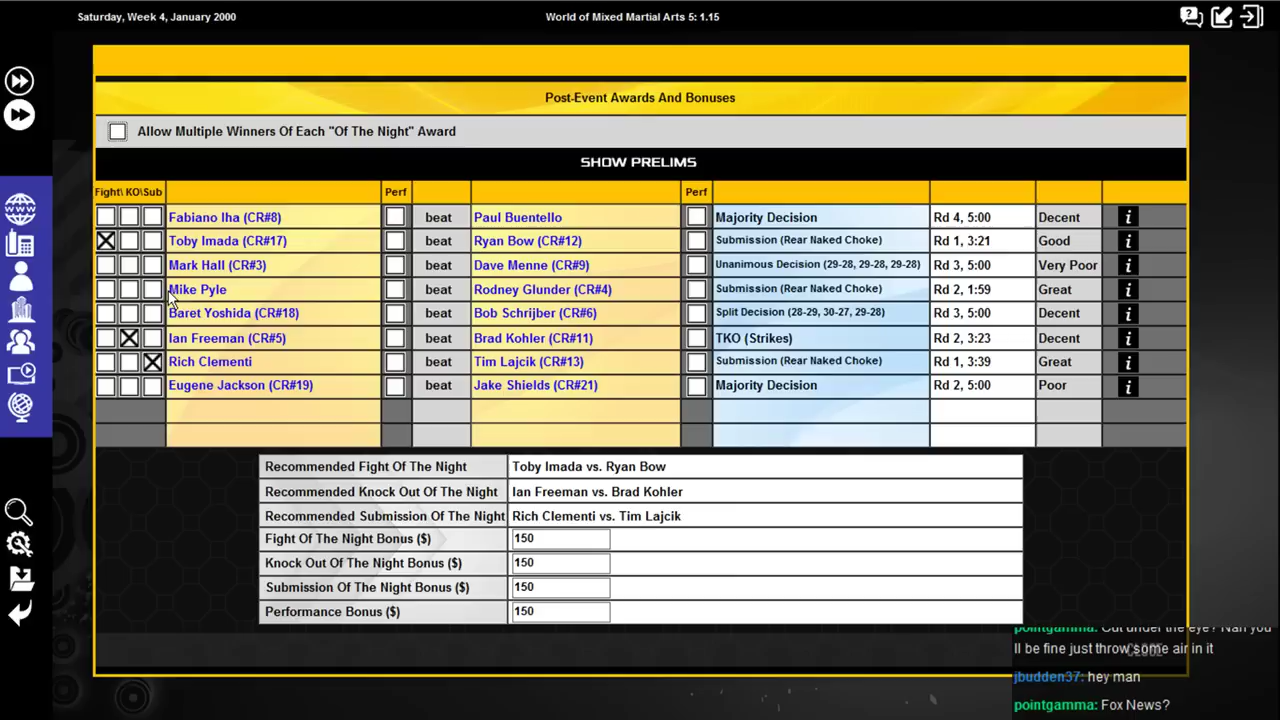 Saturday, Week 4, January 2000
World of Mixed Martial Arts 5: 1.15
Post-Event Awards And Bonuses
Allow Multiple Winners Of Each "Of The Night" Award
SHOW PRELIMS
Fight\ KO\Sub Perf Perf
Fabiano Iha (CR#8) beat Paul Buentello Majority Decision Rd 4, 5:00 Decent i
Toby Imada (CR#17) beat Ryan Bow (CR#12) Submission (Rear Naked Choke) Rd 1, 3:21 Good i
Mark Hall (CR#3) beat Dave Menne (CR#9) Unanimous Decision (29-28, 29-28, 29-28) Rd 3, 5:00 Very Poor i
Mike Pyle beat Rodney Glunder (CR#4) Submission (Rear Naked Choke) Rd 2, 1:59 Great i
Baret Yoshida (CR#18) beat Bob Schrijber (CR#6) Split Decision (28-29, 30-27, 29-28) Rd 3, 5:00 Decent i
Ian Freeman (CR#5) beat Brad Kohler (CR#11) TKO (Strikes) Rd 2, 3:23 Decent i
Rich Clementi beat Tim Lajcik (CR#13) Submission (Rear Naked Choke) Rd 1, 3:39 Great i
Eugene Jackson (CR#19) beat Jake Shields (CR#21) Majority Decision Rd 2, 5:00 Poor i
Recommended Fight Of The Night Toby Imada vs. Ryan Bow
Recommended Knock Out Of The Night Ian Freeman vs. Brad Kohler
Recommended Submission Of The Night Rich Clementi vs. Tim Lajcik
Fight Of The Night Bonus ($) 150
Knock Out Of The Night Bonus ($) 150
Submission Of The Night Bonus ($) 150
Performance Bonus ($) 150
pointgamma: Cut under the eye? Nah you
ll be fine just throw some air in it
CLOSE
jbudden37: hey man
pointgamma: Fox News?